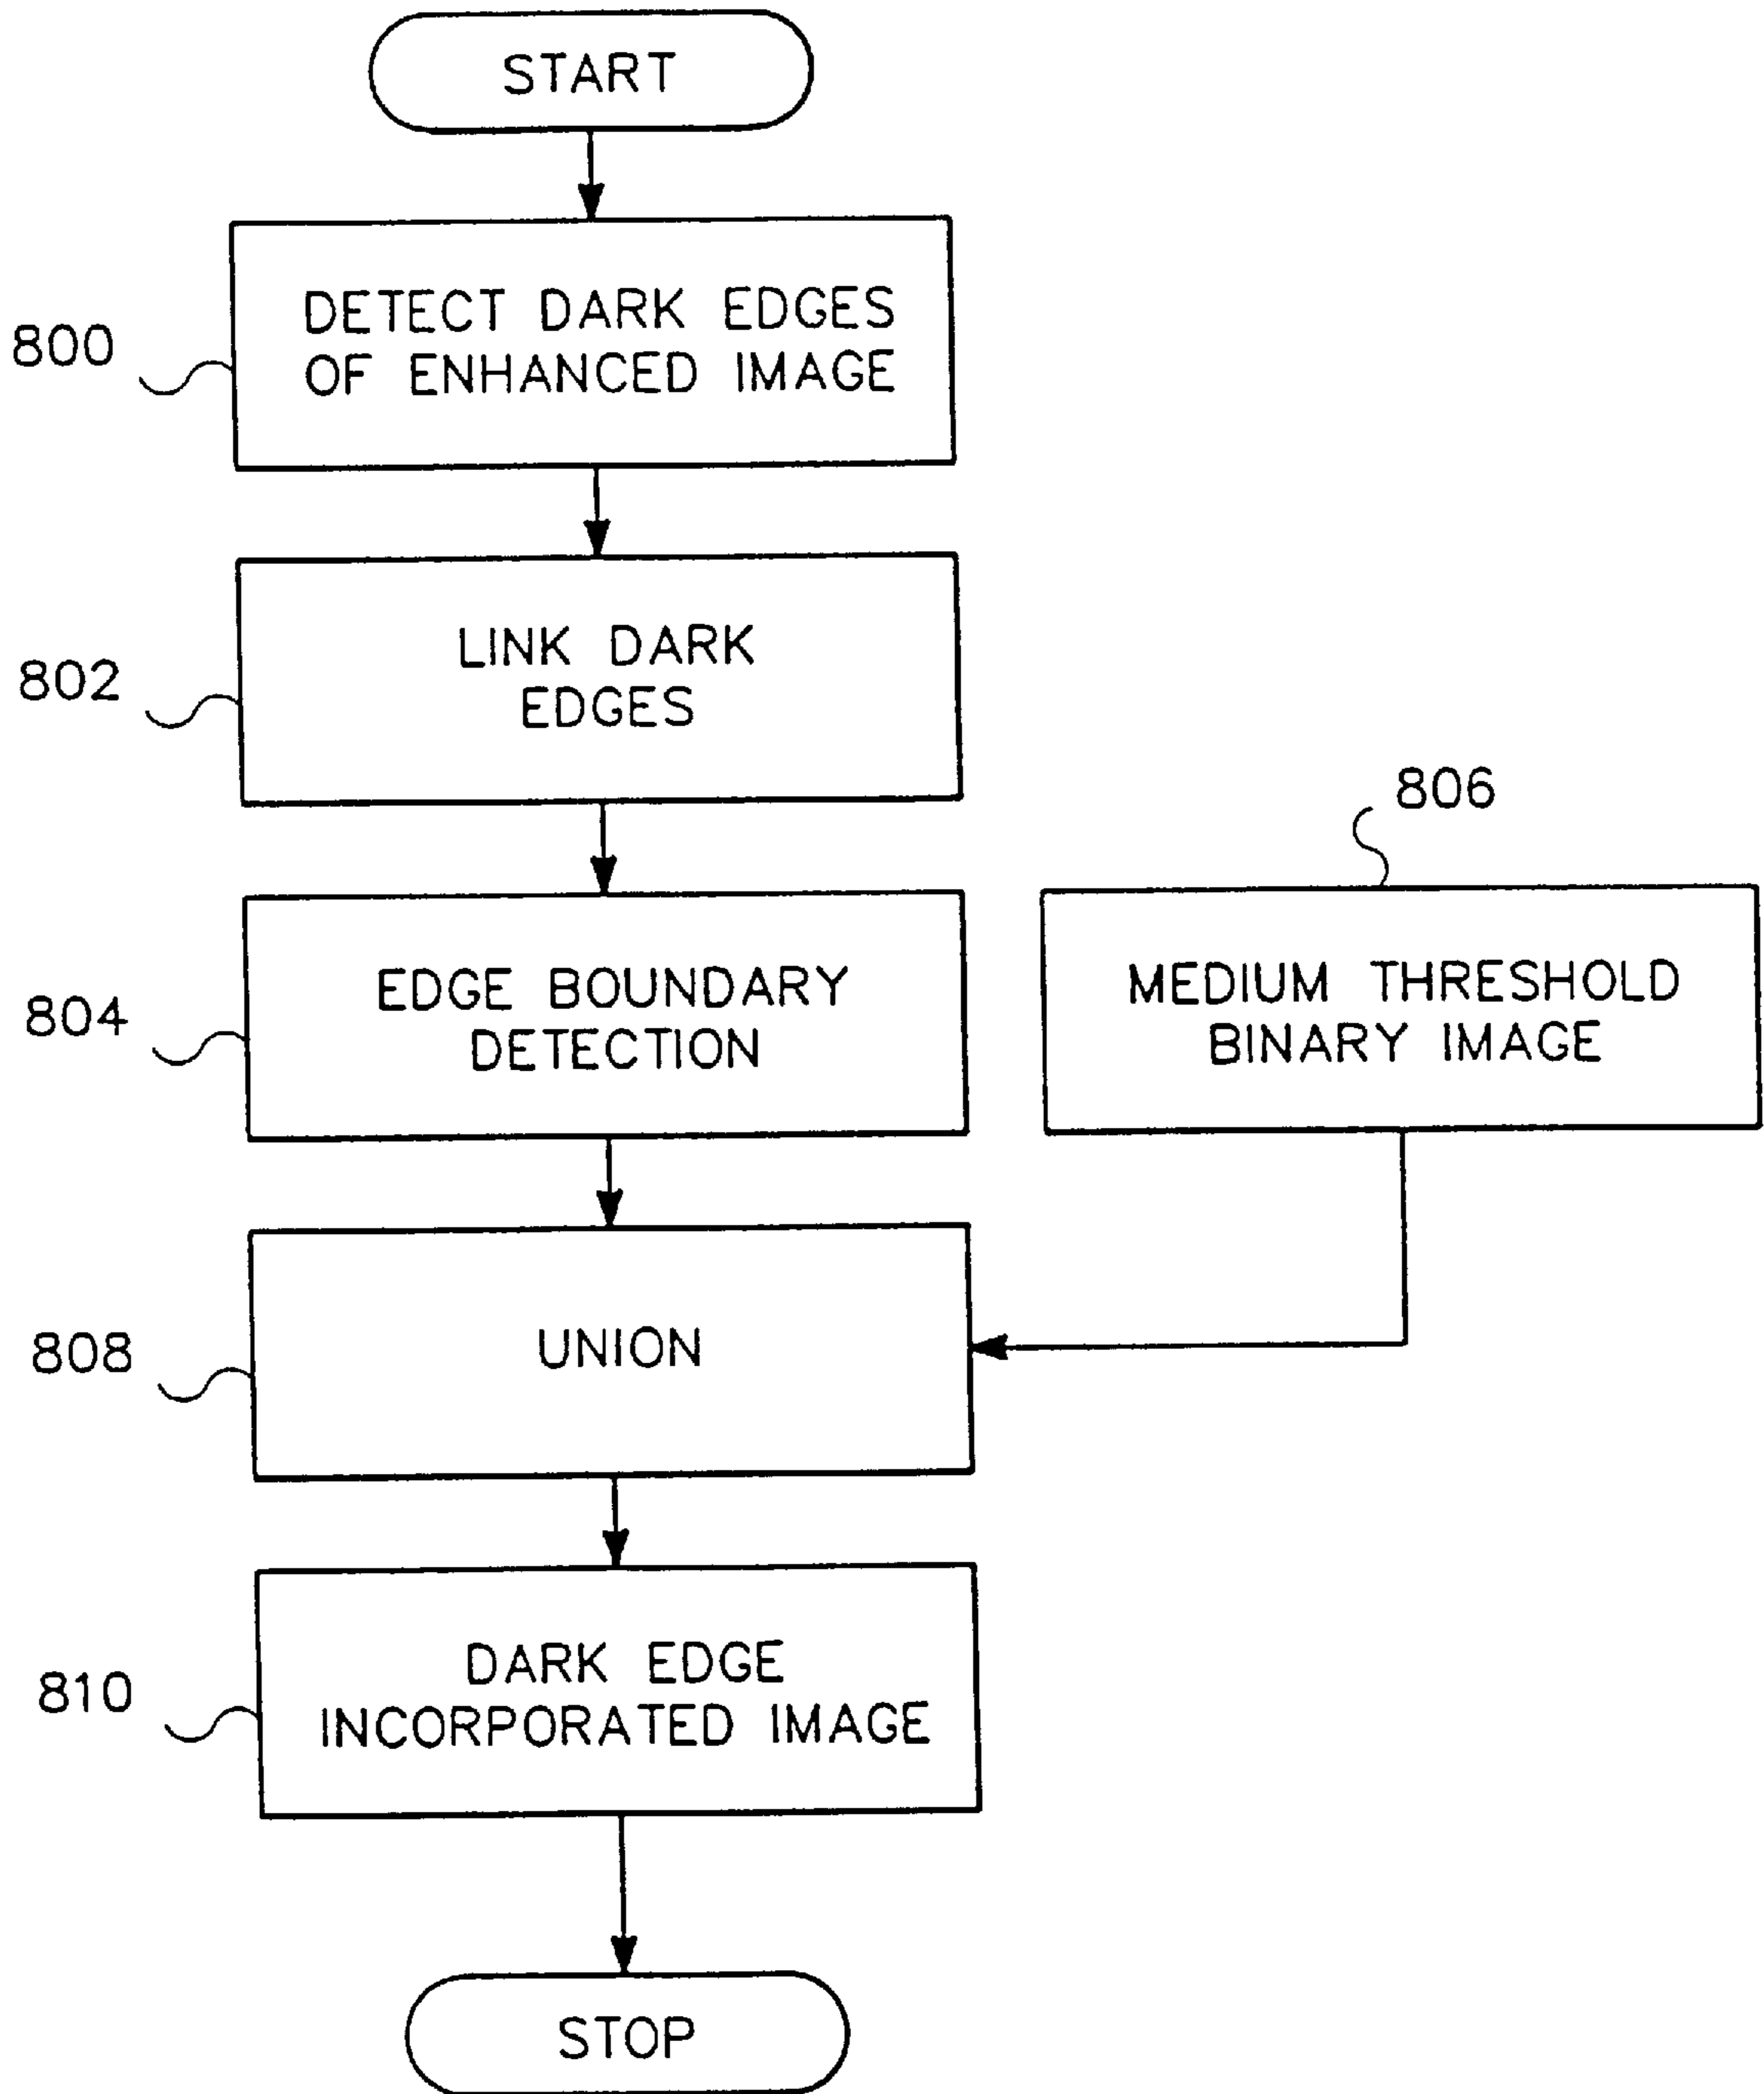 START
800
DETECT DARK EDGES
OF ENHANCED IMAGE
802
LINK DARK
EDGES
804
EDGE BOUNDARY
DETECTION
806
MEDIUM THRESHOLD
BINARY IMAGE
808
UNION
810
DARK EDGE
INCORPORATED IMAGE
STOP